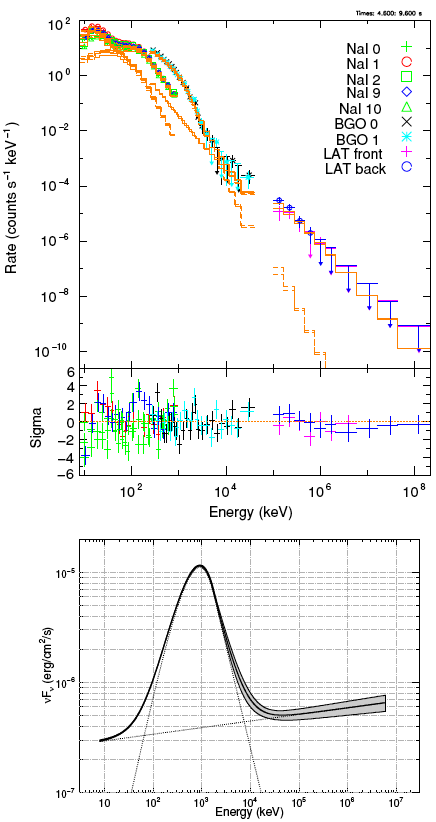 Times: 4.600: 9.600 s
10² 10⁰ 10⁻² 10⁻⁴ 10⁻⁶ 10⁻⁸ 10⁻¹⁰
Rate (counts s⁻¹ keV⁻¹)
NaI 0
NaI 1
NaI 2
NaI 9
NaI 10
BGO 0
BGO 1
LAT front
LAT back
6 4 2 0 −2 −4 −6
Sigma
10² 10⁴ 10⁶ 10⁸
Energy (keV)
10⁻⁵ 10⁻⁶ 10⁻⁷
νFν (erg/cm²/s)
10 10² 10³ 10⁴ 10⁵ 10⁶ 10⁷
Energy (keV)